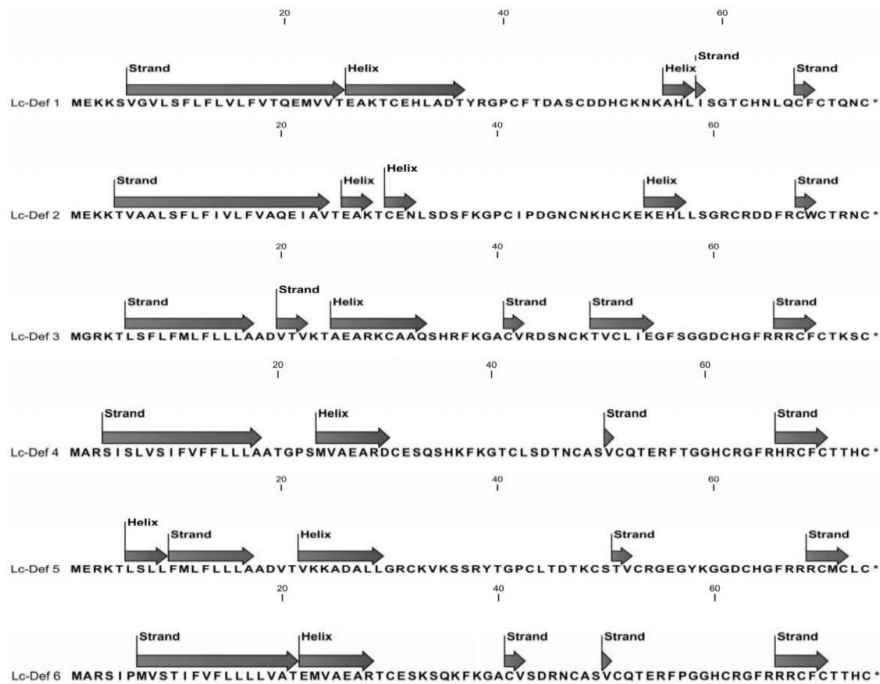 20 40 60
Strand Helix Helix Strand Strand
Lc-Def 1 MEKKSVGVLSFLFLVLFVTQEMVVTEAKTCEHLADTYRGPCFTDASCDDHCKNKAHLISGTCHNLQCFCTQNC*
20 40 60
Strand Helix Helix Helix Strand
Lc-Def 2 MEKKTVAALSFLFIVLFVAQEIAVTEAKTCENLSDSFKGPCIPDGNCNKHCKEKEHLLSGRCRDDFRCWCTRNC*
20 40 60
Strand Strand Helix Strand Strand Strand
Lc-Def 3 MGRKTLSFLFMLFLLLAADVTVKTAEARKCAAQSHRFKGACVRDSNCKTVCLIEGFSGGDCHGFRRRCFCTKSC*
20 40 60
Strand Helix Strand Strand
Lc-Def 4 MARSISLVSIFVFFLLLAATGPSMVAEARDCESQSHKFKGTCLSDTNCASVCQTERFTGGHCRGFRHRCFCTTHC*
20 40 60
Helix Strand Helix Strand Strand
Lc-Def 5 MERKTLSLLFMLFLLLAADVTVKKADALLGRCKVKSSRYTGPCLTDTKCSTVCRGEGYKGGDCHGFRRRCMCLC*
20 40 60
Strand Helix Strand Strand Strand
Lc-Def 6 MARSIPMVSTIFVFLLLLVATEMVAEARTCESKSQKFKGACVSDRNCASVCQTERFPGGHCRGFRRRCFCTTHC*